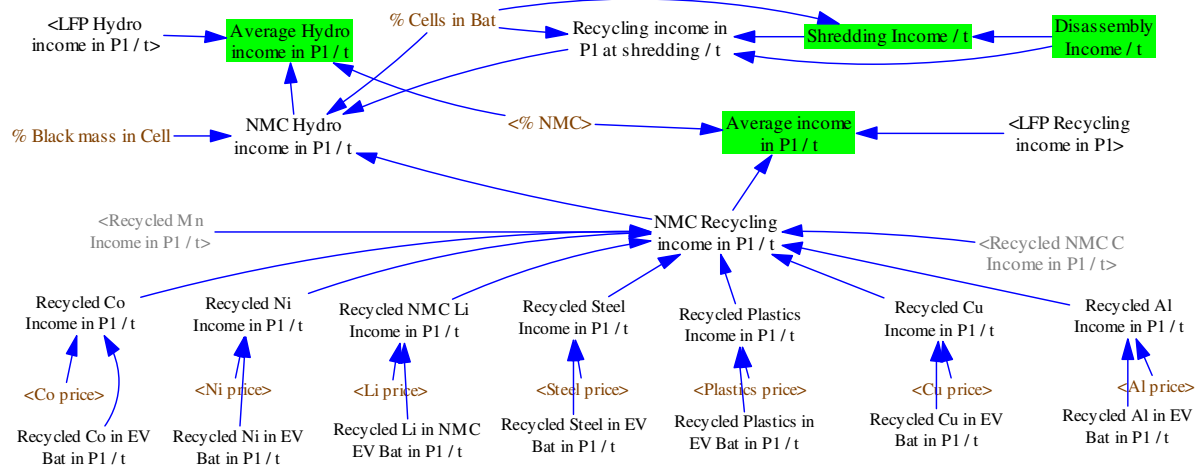 <LFP Hydro
income in P1 / t>
Average Hydro
income in P1 / t
% Cells in Bat
Recycling income in
P1 at shredding / t
Shredding Income / t
Disassembly
Income / t
% Black mass in Cell
NMC Hydro
income in P1 / t
<% NMC>
Average income
in P1 / t
<LFP Recycling
income in P1>
<Recycled Mn
Income in P1 / t>
NMC Recycling
income in P1 / t
<Recycled NMC C
Income in P1 / t>
Recycled Co
Income in P1 / t
Recycled Ni
Income in P1 / t
Recycled NMC Li
Income in P1 / t
Recycled Steel
Income in P1 / t
Recycled Plastics
Income in P1 / t
Recycled Cu
Income in P1 / t
Recycled Al
Income in P1 / t
<Co price>
<Ni price>
<Li price>
<Steel price>
<Plastics price>
<Cu price>
<Al price>
Recycled Co in EV
Bat in P1 / t
Recycled Ni in EV
Bat in P1 / t
Recycled Li in NMC
EV Bat in P1 / t
Recycled Steel in EV
Bat in P1 / t
Recycled Plastics in
EV Bat in P1 / t
Recycled Cu in EV
Bat in P1 / t
Recycled Al in EV
Bat in P1 / t